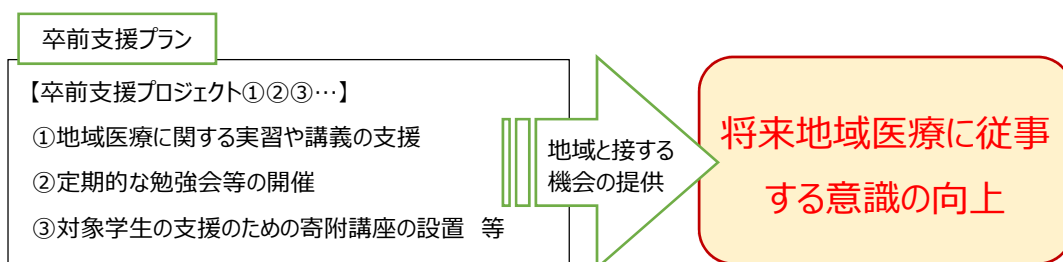 卒前支援プラン
【卒前支援プロジェクト①②③…】
①地域医療に関する実習や講義の支援
②定期的な勉強会等の開催
③対象学生の支援のための寄附講座の設置　等
地域と接する
機会の提供
将来地域医療に従事
する意識の向上